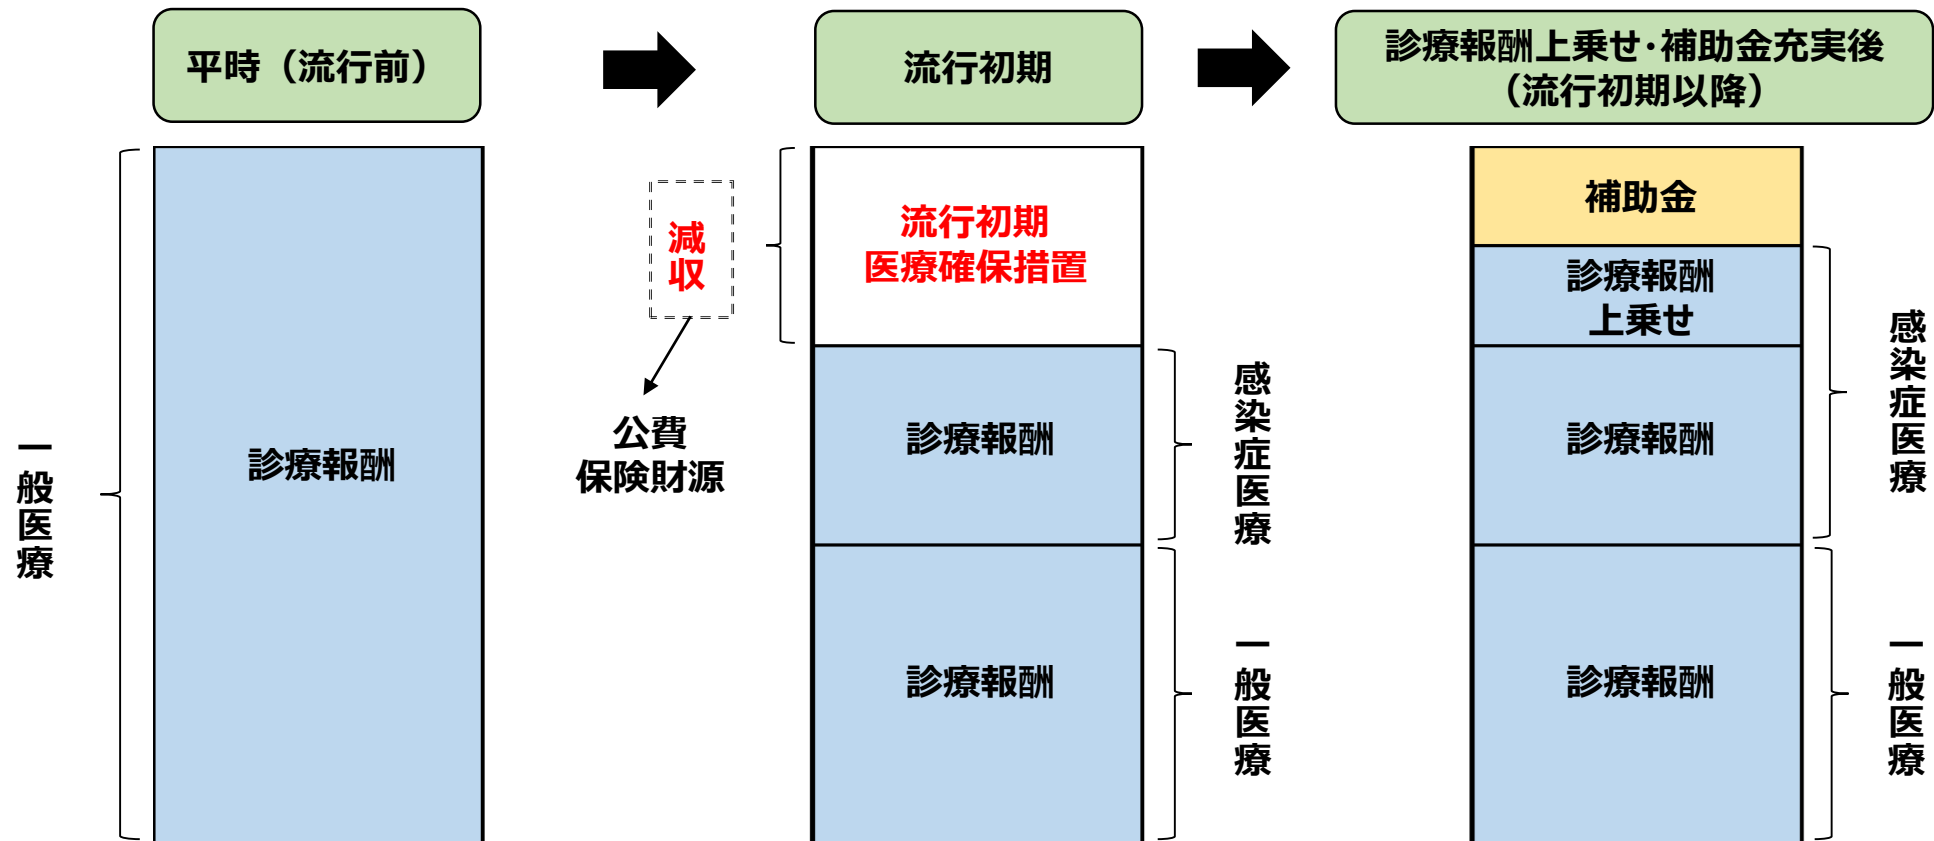 平時（流行前）
流行初期
診療報酬上乗せ･補助金充実後
（流行初期以降）
一般医療
診療報酬
減収
公費
保険財源
流行初期
医療確保措置
診療報酬
診療報酬
感染症医療
一般医療
補助金
診療報酬
上乗せ
診療報酬
診療報酬
感染症医療
一般医療